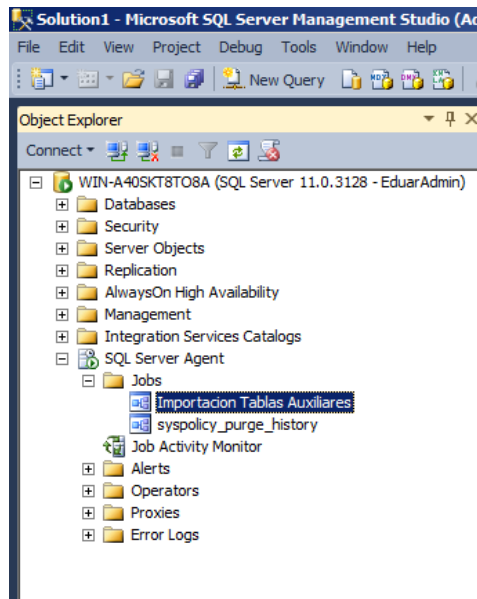 Solution1 - Microsoft SQL Server Management Studio (Ad
File Edit View Project Debug Tools Window Help
New Query
Object Explorer
Connect
WIN-A40SKT8TO8A (SQL Server 11.0.3128 - EduarAdmin)
Databases
Security
Server Objects
Replication
AlwaysOn High Availability
Management
Integration Services Catalogs
SQL Server Agent
Jobs
Importacion Tablas Auxiliares
syspolicy_purge_history
Job Activity Monitor
Alerts
Operators
Proxies
Error Logs